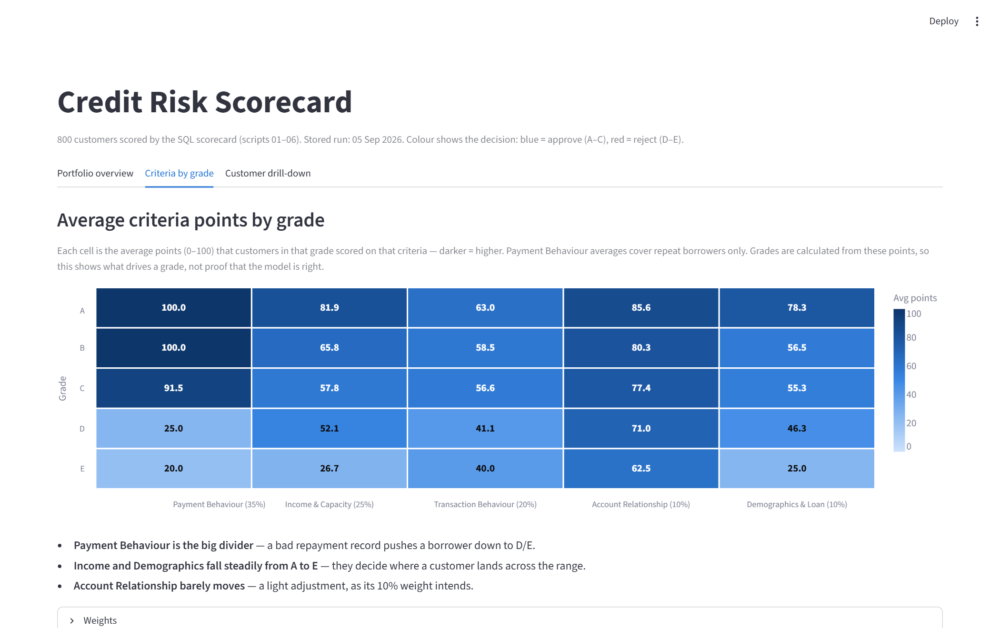 Deploy
Credit Risk Scorecard
800 customers scored by the SQL scorecard (scripts 01–06). Stored run: 05 Sep 2026. Colour shows the decision: blue = approve (A–C), red = reject (D–E).
Portfolio overview Criteria by grade Customer drill-down
Average criteria points by grade
Each cell is the average points (0–100) that customers in that grade scored on that criteria — darker = higher. Payment Behaviour averages cover repeat borrowers only. Grades are calculated from these points, so
this shows what drives a grade, not proof that the model is right.
Grade
A 100.0 81.9 63.0 85.6 78.3
B 100.0 65.8 58.5 80.3 56.5
C 91.5 57.8 56.6 77.4 55.3
D 25.0 52.1 41.1 71.0 46.3
E 20.0 26.7 40.0 62.5 25.0
Payment Behaviour (35%) Income & Capacity (25%) Transaction Behaviour (20%) Account Relationship (10%) Demographics & Loan (10%)
Avg points
100
80
60
40
20
0
• Payment Behaviour is the big divider — a bad repayment record pushes a borrower down to D/E.
• Income and Demographics fall steadily from A to E — they decide where a customer lands across the range.
• Account Relationship barely moves — a light adjustment, as its 10% weight intends.
Weights